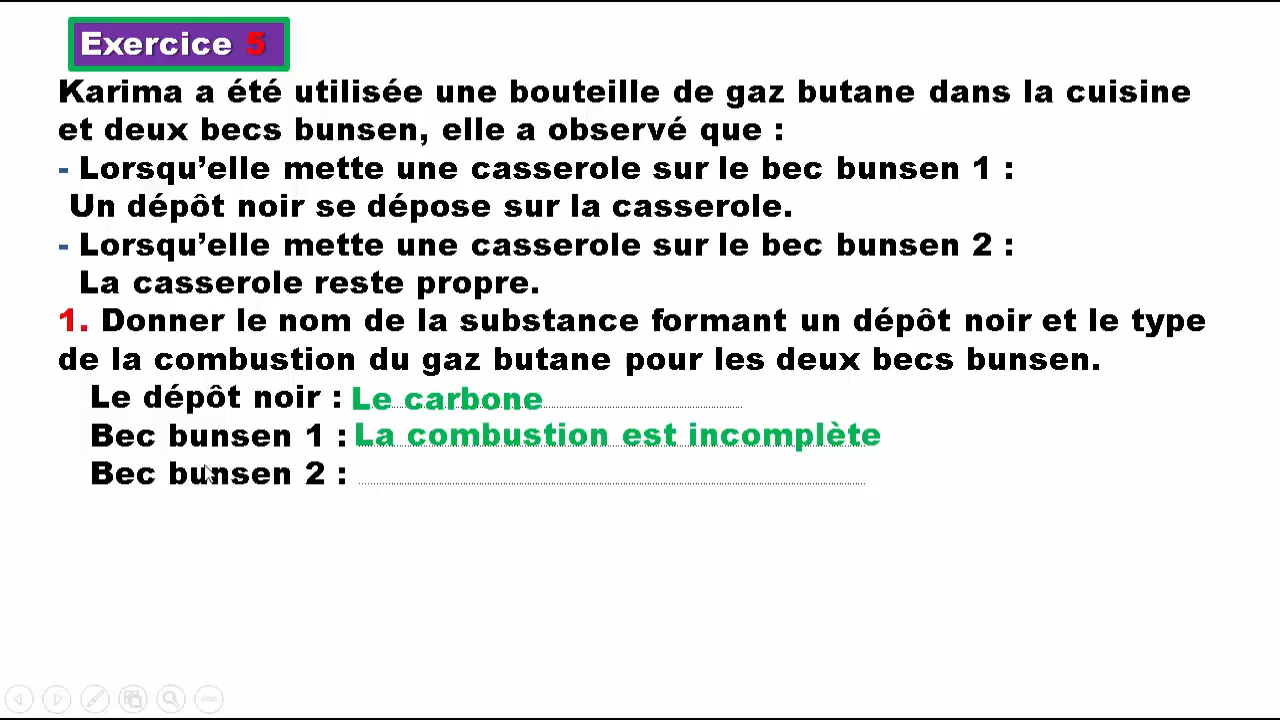 Exercice 5
Karima a été utilisée une bouteille de gaz butane dans la cuisine
et deux becs bunsen, elle a observé que :
- Lorsqu’elle mette une casserole sur le bec bunsen 1 :
Un dépôt noir se dépose sur la casserole.
- Lorsqu’elle mette une casserole sur le bec bunsen 2 :
La casserole reste propre.
1. Donner le nom de la substance formant un dépôt noir et le type
de la combustion du gaz butane pour les deux becs bunsen.
Le dépôt noir : Le carbone
Bec bunsen 1 : La combustion est incomplète
Bec bunsen 2 :